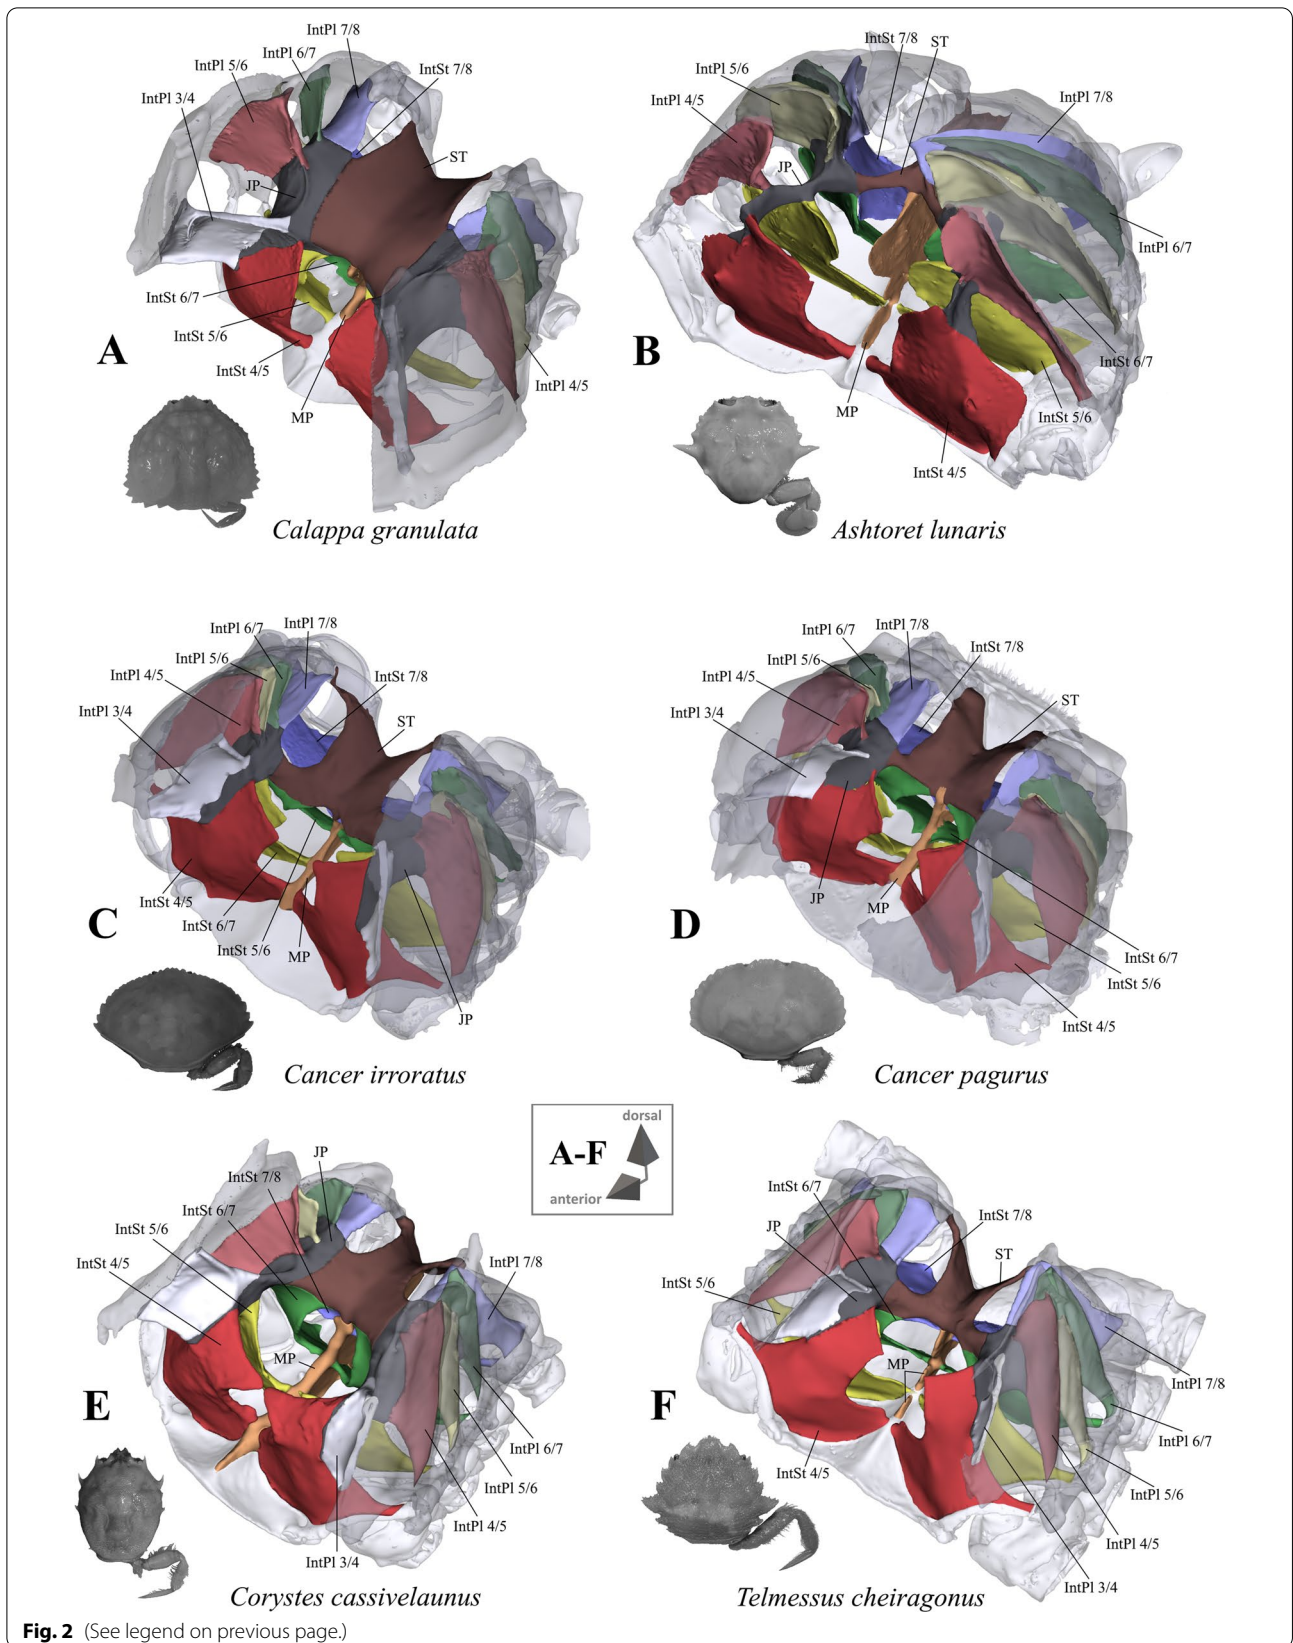 IntPl 7/8
IntPl 6/7
IntPl 5/6
IntSt 7/8
IntPl 3/4
ST
JP
IntSt 6/7
IntSt 5/6
IntSt 4/5
IntPl 4/5
MP
A
Calappa granulata
IntSt 7/8
ST
IntPl 5/6
IntPl 4/5
IntPl 7/8
JP
IntPl 6/7
IntSt 6/7
IntSt 5/6
MP
IntSt 4/5
B
Ashtoret lunaris
IntPl 6/7
IntPl 7/8
IntPl 5/6
IntPl 4/5
IntSt 7/8
IntPl 3/4
ST
IntSt 4/5
IntSt 6/7
IntSt 5/6
MP
JP
C
Cancer irroratus
IntPl 6/7
IntPl 7/8
IntSt 7/8
IntPl 5/6
IntPl 4/5
IntPl 3/4
ST
JP
MP
IntSt 6/7
IntSt 5/6
IntSt 4/5
D
Cancer pagurus
A-F
dorsal
anterior
JP
IntSt 7/8
IntSt 6/7
IntSt 5/6
IntSt 4/5
IntPl 7/8
MP
IntPl 6/7
IntPl 5/6
IntPl 4/5
IntPl 3/4
E
Corystes cassivelaunus
IntSt 6/7
IntSt 7/8
JP
ST
IntSt 5/6
MP
IntPl 7/8
IntPl 6/7
IntSt 4/5
IntPl 5/6
IntPl 4/5
IntPl 3/4
F
Telmessus cheiragonus
Fig. 2 (See legend on previous page.)